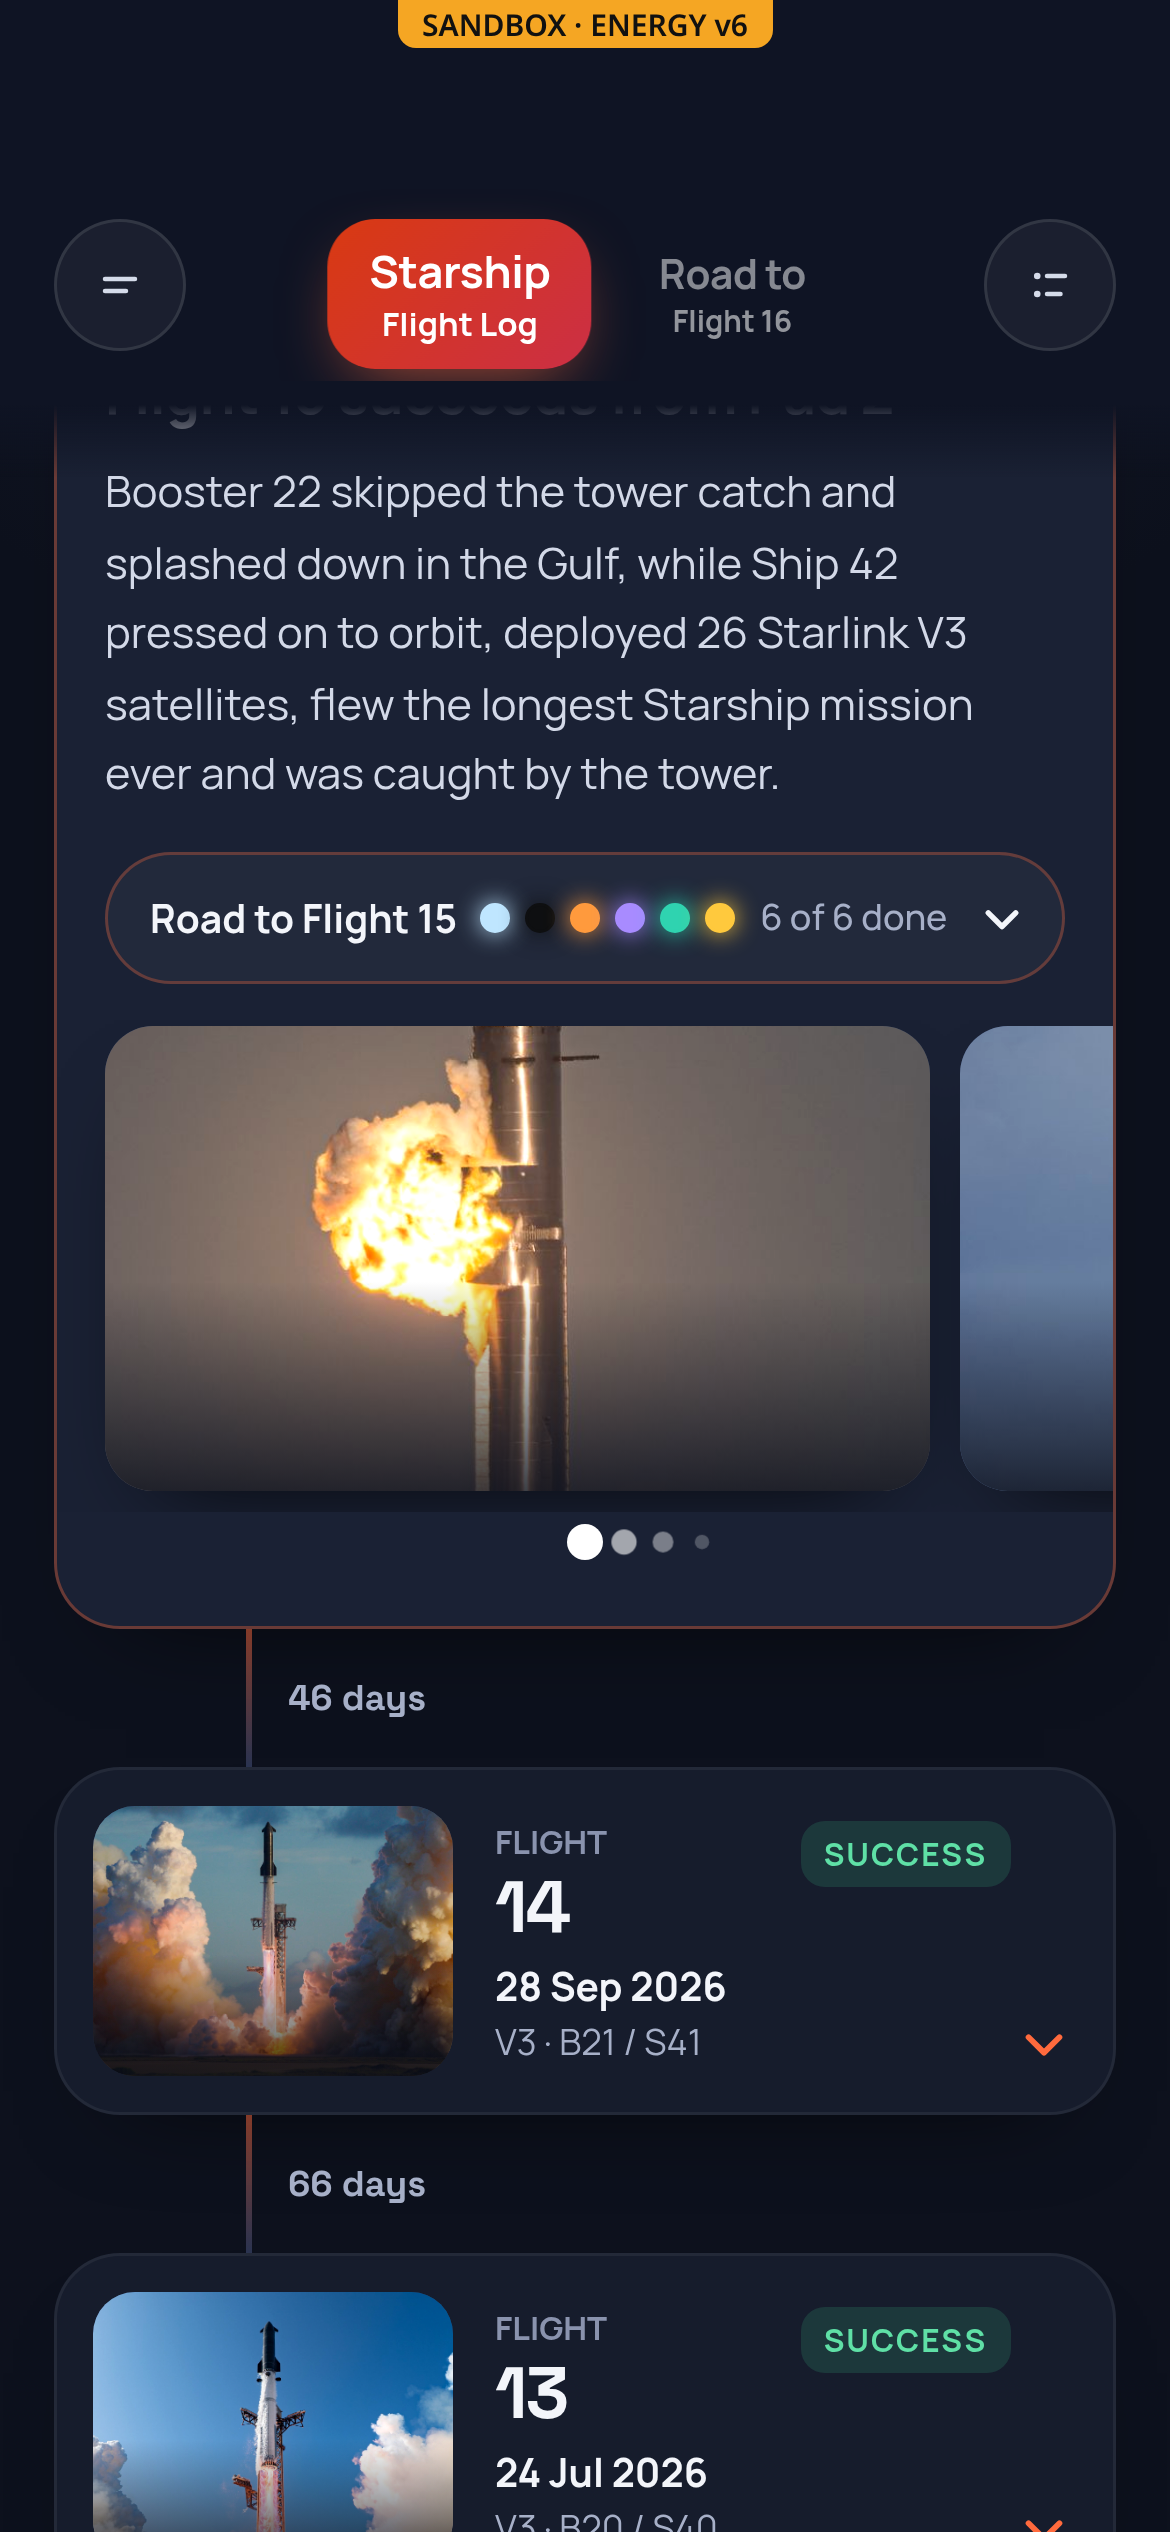 SANDBOX · ENERGY v6
Starship
Flight Log
Road to
Flight 16
Booster 22 skipped the tower catch and
splashed down in the Gulf, while Ship 42
pressed on to orbit, deployed 26 Starlink V3
satellites, flew the longest Starship mission
ever and was caught by the tower.
Road to Flight 15
6 of 6 done
46 days
FLIGHT
SUCCESS
14
28 Sep 2026
V3 · B21 / S41
66 days
FLIGHT
SUCCESS
13
24 Jul 2026
V3 · B20 / S40